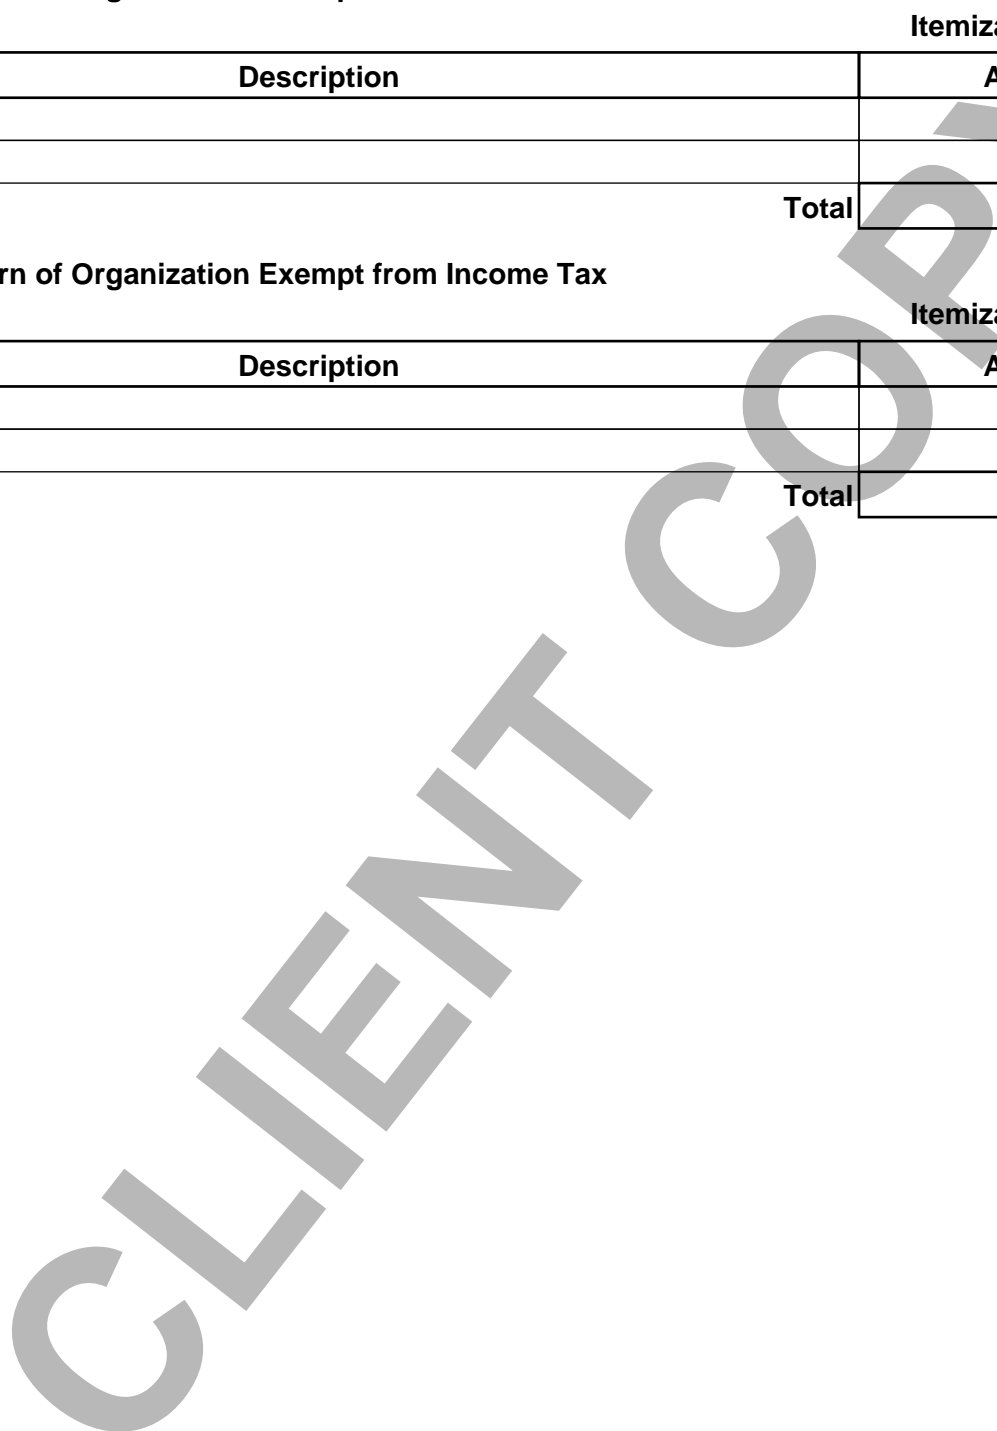 Itemiza
Description A
Total
rn of Organization Exempt from Income Tax
Itemiza
Description A
Total
CLIENT COPY